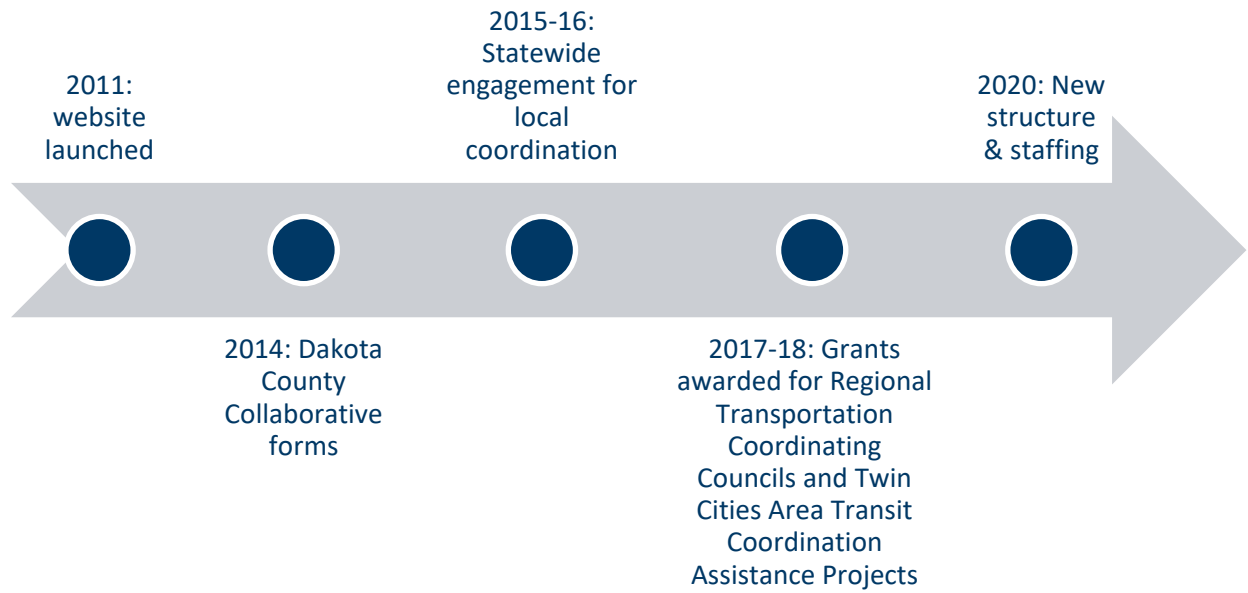 2011:
website
launched
2014: Dakota
County
Collaborative
forms
2015-16:
Statewide
engagement for
local
coordination
2017-18: Grants
awarded for Regional
Transportation
Coordinating
Councils and Twin
Cities Area Transit
Coordination
Assistance Projects
2020: New
structure
& staffing